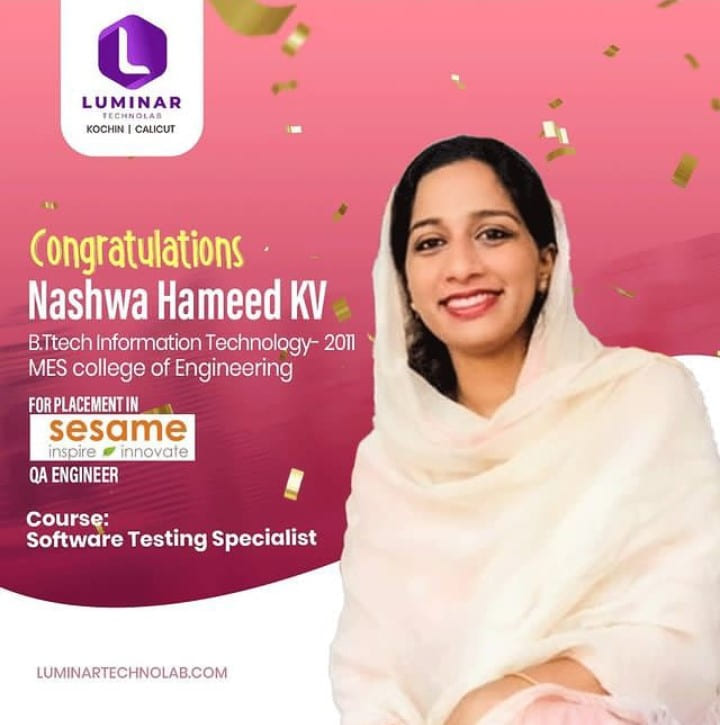 LUMINAR
TECHNOLAB
KOCHIN | CALICUT
Congratulations
Nashwa Hameed KV
B.Ttech Information Technology- 2011
MES college of Engineering
FOR PLACEMENT IN
sesame
inspire innovate
QA ENGINEER
Course:
Software Testing Specialist
LUMINARTECHNOLAB.COM